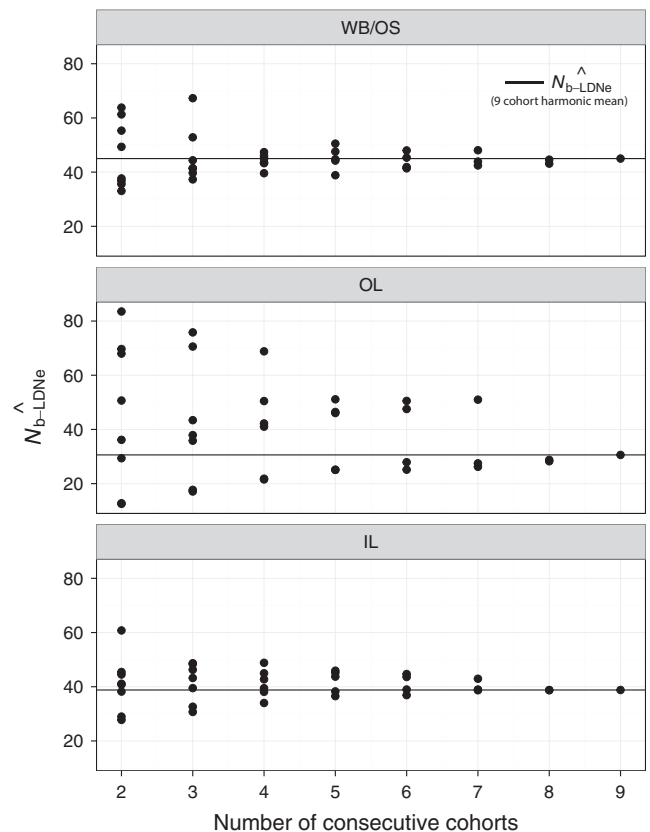 WB/OS
80
60
40
20
N̂b–LDNe
(9 cohort harmonic mean)
OL
80
60
40
20
N̂b–LDNe
IL
80
60
40
20
2 3 4 5 6 7 8 9
Number of consecutive cohorts